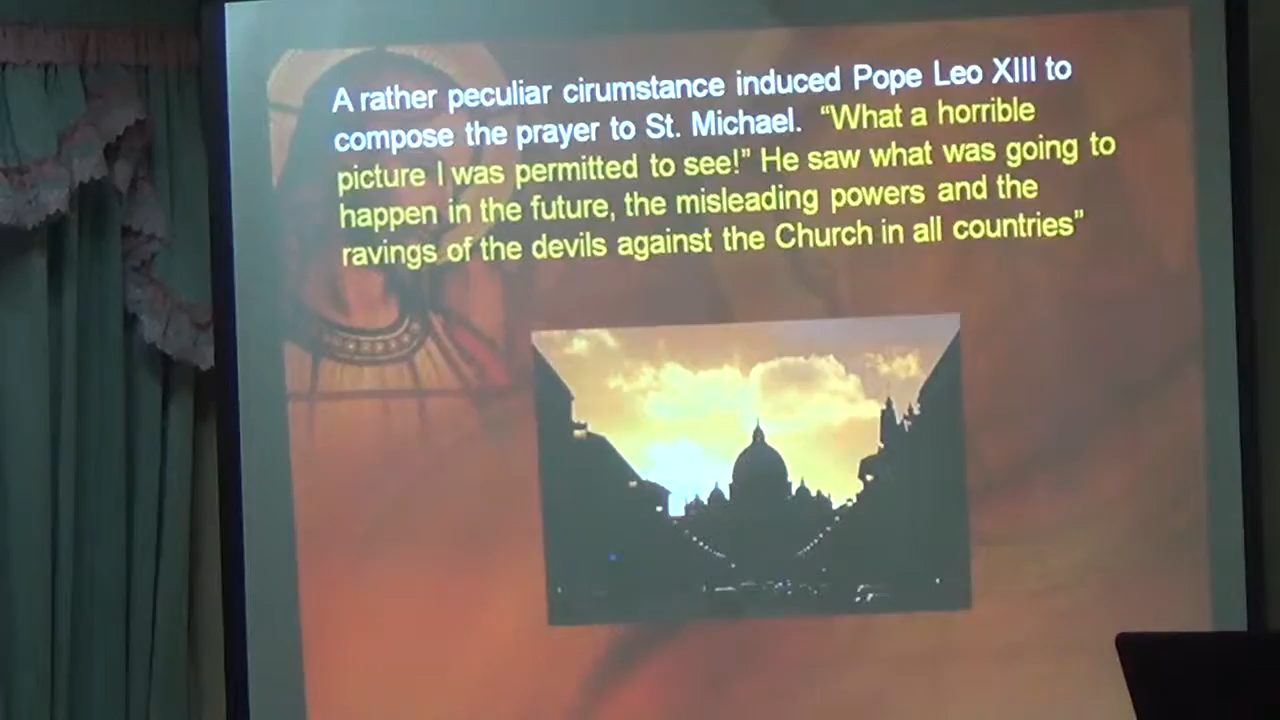 A rather peculiar cirumstance induced Pope Leo XIII to
compose the prayer to St. Michael. “What a horrible
picture I was permitted to see!” He saw what was going to
happen in the future, the misleading powers and the
ravings of the devils against the Church in all countries”